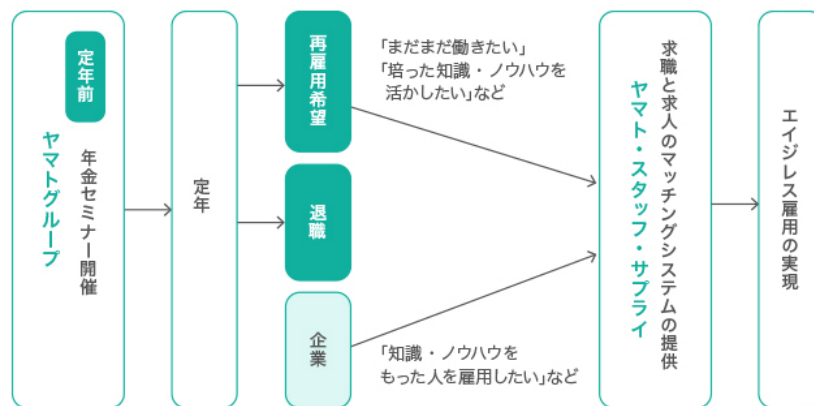 定年前
年金セミナー開催
ヤマトグループ
定年
再雇用希望
「まだまだ働きたい」
「培った知識・ノウハウを
活かしたい」など
退職
企業
「知識・ノウハウを
もった人を雇用したい」など
求職と求人のマッチングシステムの提供
ヤマト・スタッフ・サプライ
エイジレス雇用の実現